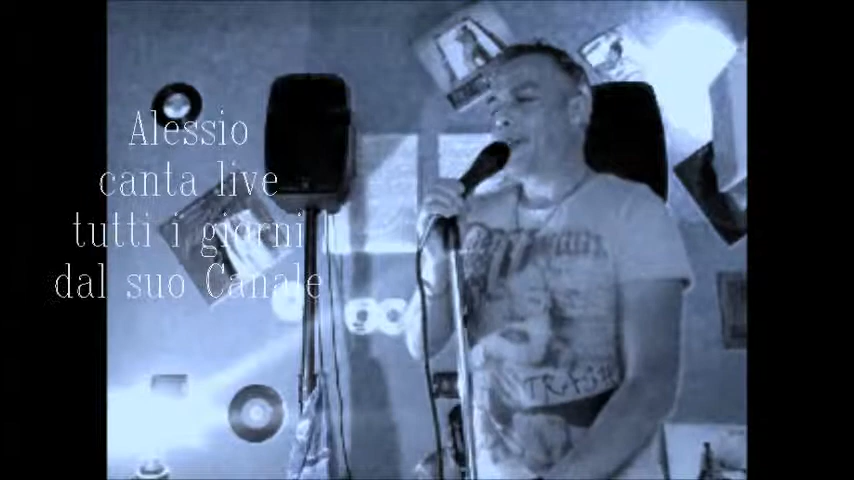 Alessio
canta live
tutti i giorni
dal suo Canale